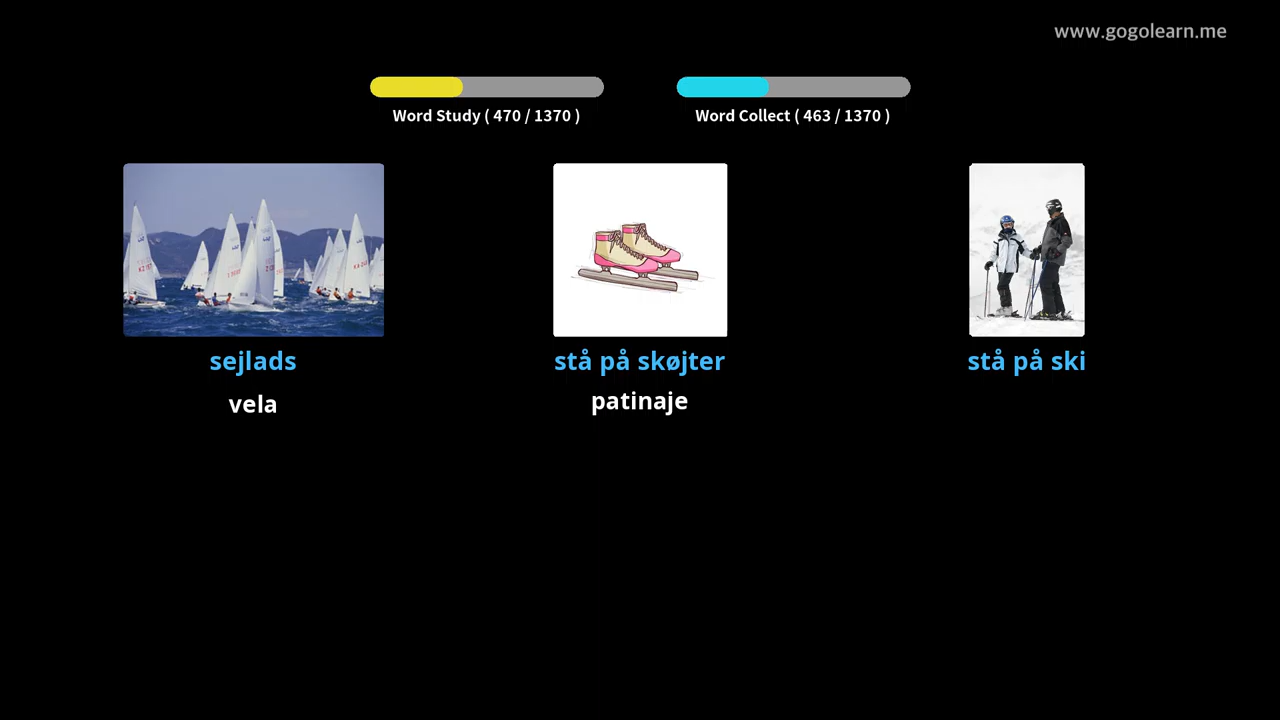 www.gogolearn.me
Word Study ( 470 / 1370 )
Word Collect ( 463 / 1370 )
sejlads
stå på skøjter
stå på ski
vela
patinaje